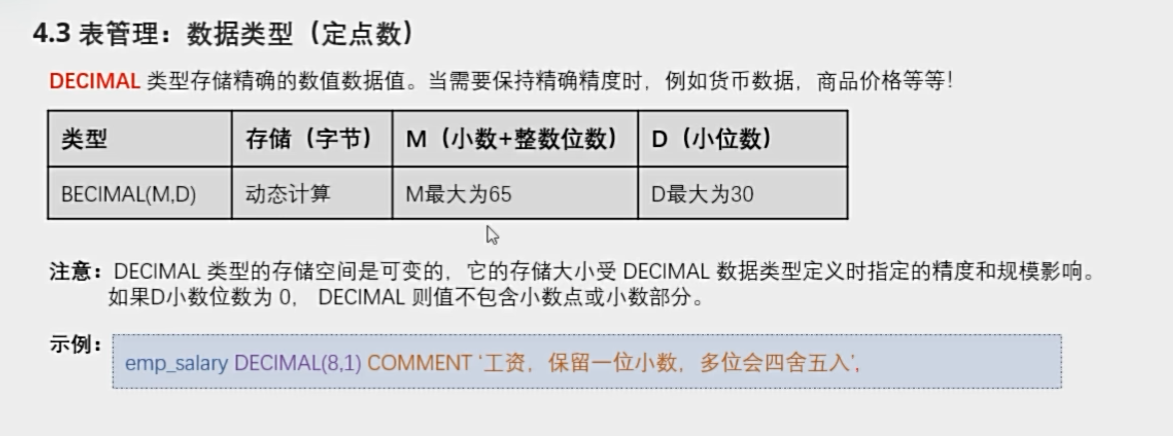 4.3 表管理：数据类型（定点数）
DECIMAL 类型存储精确的数值数据值。当需要保持精确精度时，例如货币数据，商品价格等等！
类型 存储（字节） M（小数+整数位数） D（小位数）
BECIMAL(M,D) 动态计算 M最大为65 D最大为30
注意：DECIMAL 类型的存储空间是可变的，它的存储大小受 DECIMAL 数据类型定义时指定的精度和规模影响。
如果D小数位数为 0， DECIMAL 则值不包含小数点或小数部分。
示例：
emp_salary DECIMAL(8,1) COMMENT ‘工资，保留一位小数，多位会四舍五入’,